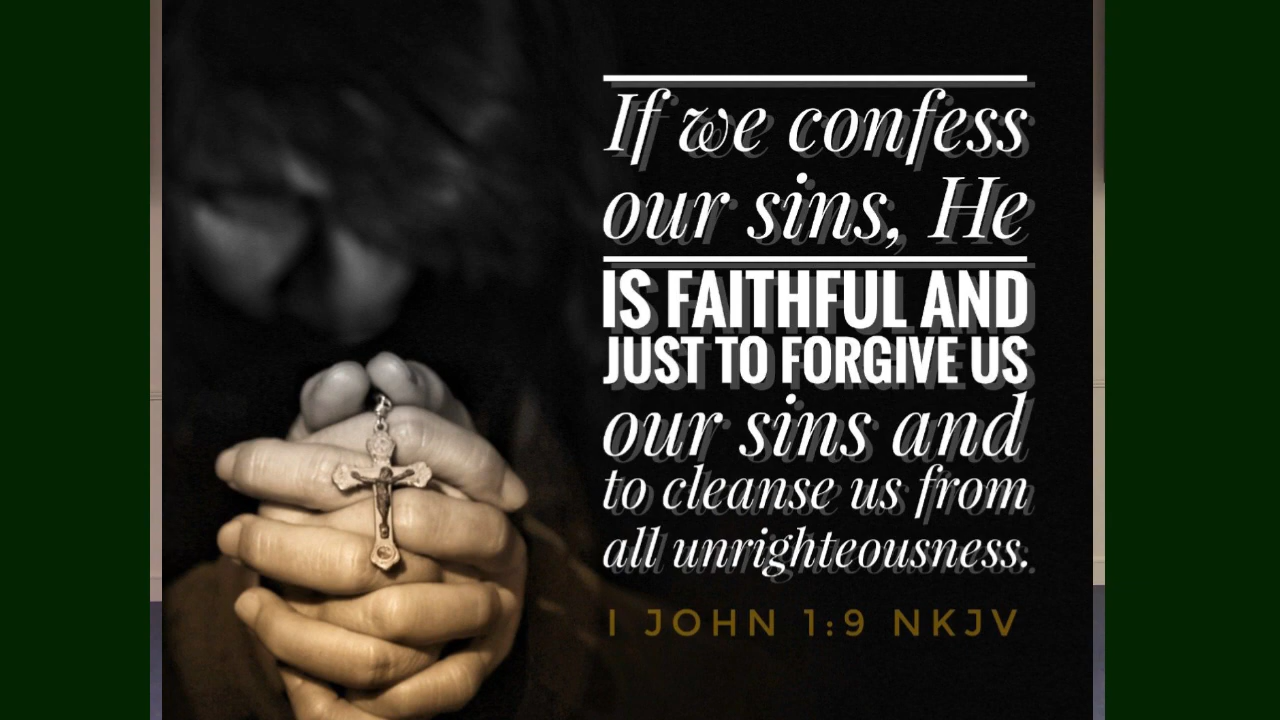 If we confess
our sins, He
IS FAITHFUL AND
JUST TO FORGIVE US
our sins and
to cleanse us from
all unrighteousness.
I JOHN 1:9 NKJV